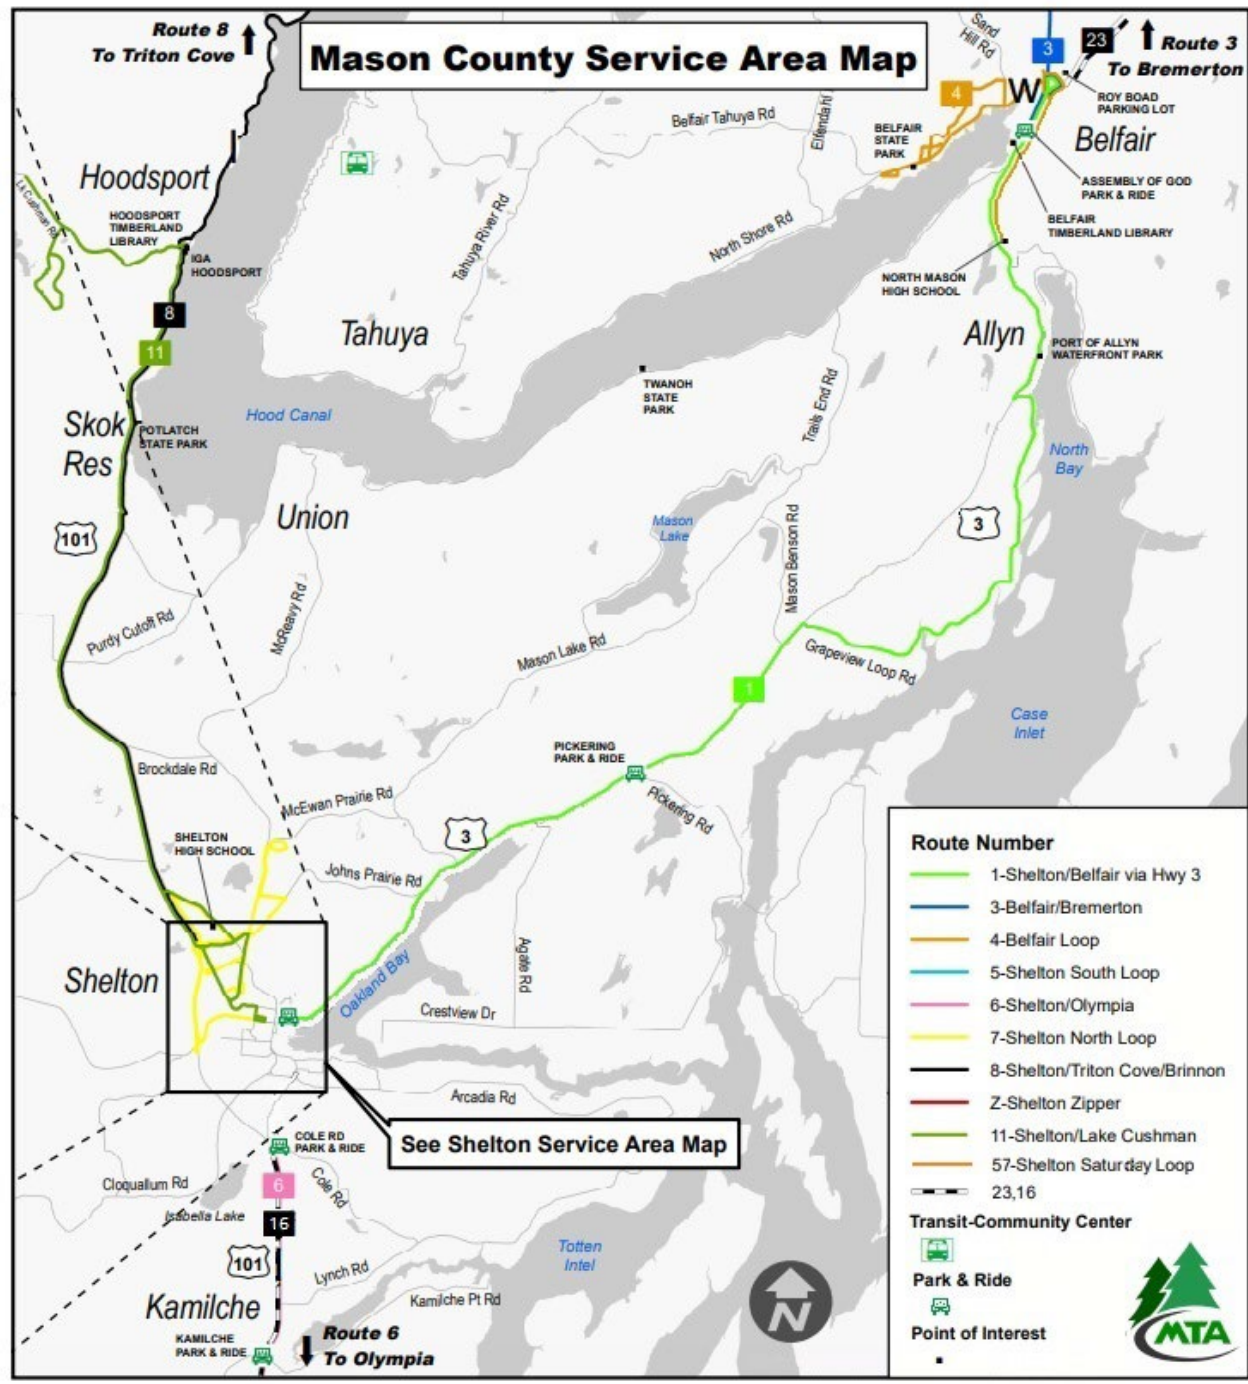 Route 8
To Triton Cove
Mason County Service Area Map
Sand
Hill Rd
3
23
Route 3
To Bremerton
4
W
ROY BOAD
PARKING LOT
Belfair Tahuya Rd
Elfendahl
BELFAIR
STATE
PARK
Belfair
Hoodsport
ASSEMBLY OF GOD
PARK & RIDE
Lk Cushman Rd
HOODSPORT
TIMBERLAND
LIBRARY
Tahuya River Rd
North Shore Rd
BELFAIR
TIMBERLAND LIBRARY
IGA
HOODSPORT
NORTH MASON
HIGH SCHOOL
8
Tahuya
Allyn
11
PORT OF ALLYN
WATERFRONT PARK
TWANOH
STATE
PARK
Trails End Rd
Hood Canal
Skok
Res
POTLATCH
STATE PARK
North
Bay
Union
Mason
Lake
3
101
Mason Benson Rd
Purdy Cutoff Rd
McReavy Rd
Mason Lake Rd
Grapeview Loop Rd
1
Case
Inlet
PICKERING
PARK & RIDE
Brockdale Rd
McEwan Prairie Rd
Pickering Rd
3
SHELTON
HIGH SCHOOL
Johns Prairie Rd
Shelton
Oakland Bay
Agate Rd
Crestview Dr
Arcadia Rd
See Shelton Service Area Map
COLE RD
PARK & RIDE
Cloquallum Rd
6
Cole Rd
Isabella Lake
16
101
Lynch Rd
Totten
Intel
Kamilche
Kamilche Pt Rd
N
KAMILCHE
PARK & RIDE
Route 6
To Olympia
Route Number
1-Shelton/Belfair via Hwy 3
3-Belfair/Bremerton
4-Belfair Loop
5-Shelton South Loop
6-Shelton/Olympia
7-Shelton North Loop
8-Shelton/Triton Cove/Brinnon
Z-Shelton Zipper
11-Shelton/Lake Cushman
57-Shelton Saturday Loop
23,16
Transit-Community Center
Park & Ride
Point of Interest
MTA